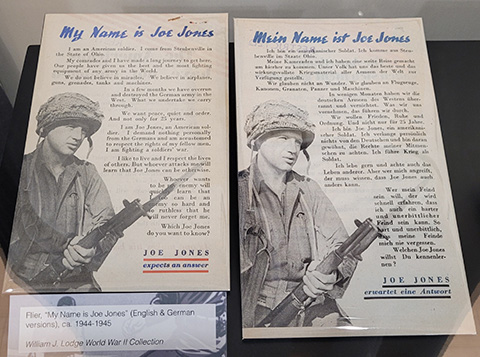 My Name is Joe Jones
I am an American soldier. I come from Steubenville
in the State of Ohio.
My comrades and I have made a long journey to get here.
Our people have given us the best and the most fighting
equipment of any army in the World.
We do not believe in miracles. We believe in airplanes,
guns, grenades, tanks and machines.
In a few months we have overrun
and destroyed the German army in
the West. What we undertake we carry
through.
We want peace, quiet and order.
And not only for 25 years.
I am Joe Jones, an American
soldier. I demand nothing personally
from the Germans and am accustomed
to respect the rights of my fellow men.
I am fighting a soldiers' war.
I like to live and I respect the lives
of others. But whoever attacks me will
learn that Joe Jones can be otherwise.
Whoever wants
to be my enemy will
quickly learn that
can be an
enemy so hard and
so ruthless that he
will never forget me.
Which Joe Jones
do you want to know?
JOE JONES
expects an answer
Mein Name ist Joe Jones
Ich bin ein amerikanischer Soldat. Ich komme aus Steu-
benville im Staate Ohio.
Meine Kameraden und ich haben eine weite Reise gemacht
um hierher zu kommen. Unser Volk hat uns das beste und das
wirkungsvollste Kriegsmaterial aller Armeen der Welt zur
Verfügung gestellt.
Wir glauben nicht an Wunder. Wir glauben an Flugzeuge,
Kanonen, Granaten, Panzer und Maschinen.
In wenigen Monaten haben wir die
deutschen Armeen des Westens über-
rannt und vernichtet. Was wir unter-
nehmen, das führen wir durch.
Wir wollen Frieden, Ruhe und
Ordnung. Und nicht nur für 25 Jahre.
Ich bin Joe Jones, ein amerikani-
scher Soldat. Ich verlange persönlich
nichts von den Deutschen und bin daran
gewöhnt, die Rechte meiner Mitmen-
schen zu achten. Ich führe Krieg als
Soldat.
Ich lebe gern und achte auch das
Leben anderer. Aber wer mich angreift,
der muss wissen, dass Joe Jones auch
anders kann.
Wer mein Feind
sein will, der wird
schnell erfahren, dass
ich auch ein harter
und unerbittlicher
Feind sein kann. So
hart und unerbittlich,
dass meine Feinde
mich nie vergessen.
Welchen Joe Jones
willst Du kennenler-
nen?
JOE JONES
erwartet eine Antwort
Flier, "My Name is Joe Jones" (English & German
versions), ca. 1944-1945
William J. Lodge World War II Collection